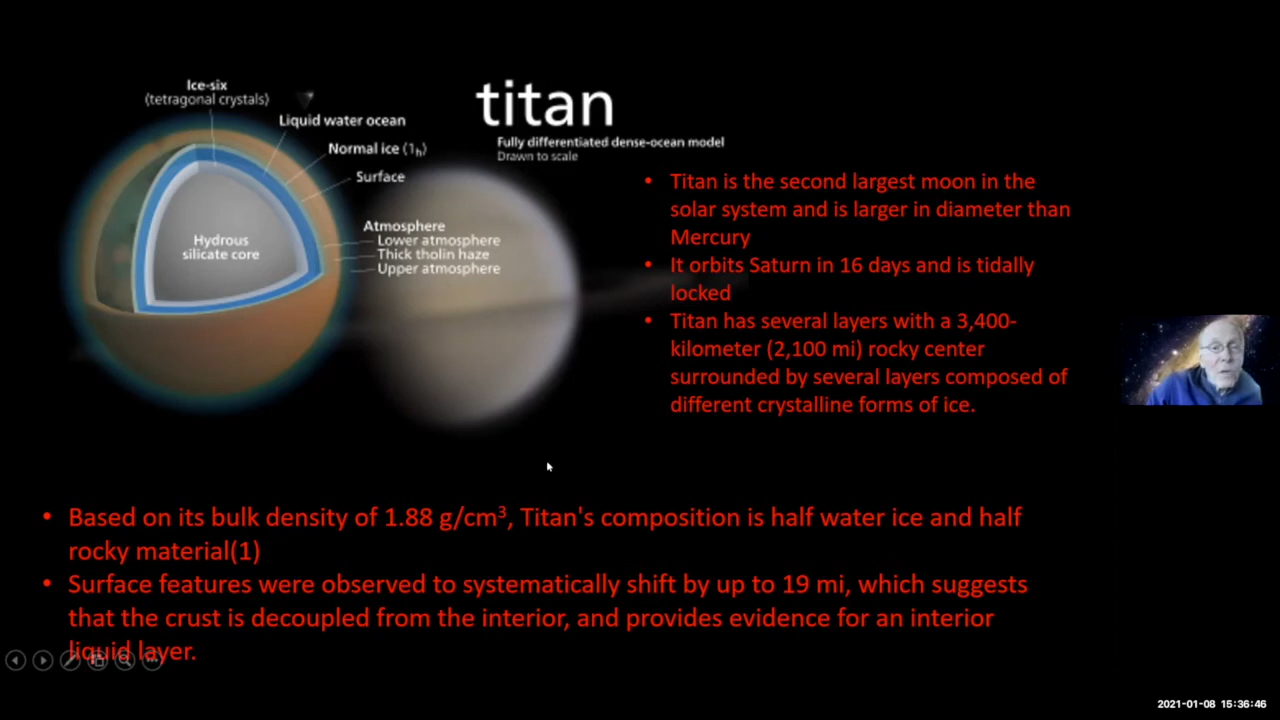 Ice-six
(tetragonal crystals)
Liquid water ocean
Normal ice (1h)
Surface
Atmosphere
Lower atmosphere
Thick tholin haze
Upper atmosphere
Hydrous
silicate core
titan
Fully differentiated dense-ocean model
Drawn to scale
• Titan is the second largest moon in the
solar system and is larger in diameter than
Mercury
• It orbits Saturn in 16 days and is tidally
locked
• Titan has several layers with a 3,400-
kilometer (2,100 mi) rocky center
surrounded by several layers composed of
different crystalline forms of ice.
• Based on its bulk density of 1.88 g/cm³, Titan's composition is half water ice and half
rocky material(1)
• Surface features were observed to systematically shift by up to 19 mi, which suggests
that the crust is decoupled from the interior, and provides evidence for an interior
liquid layer.
2021-01-08 15:36:46